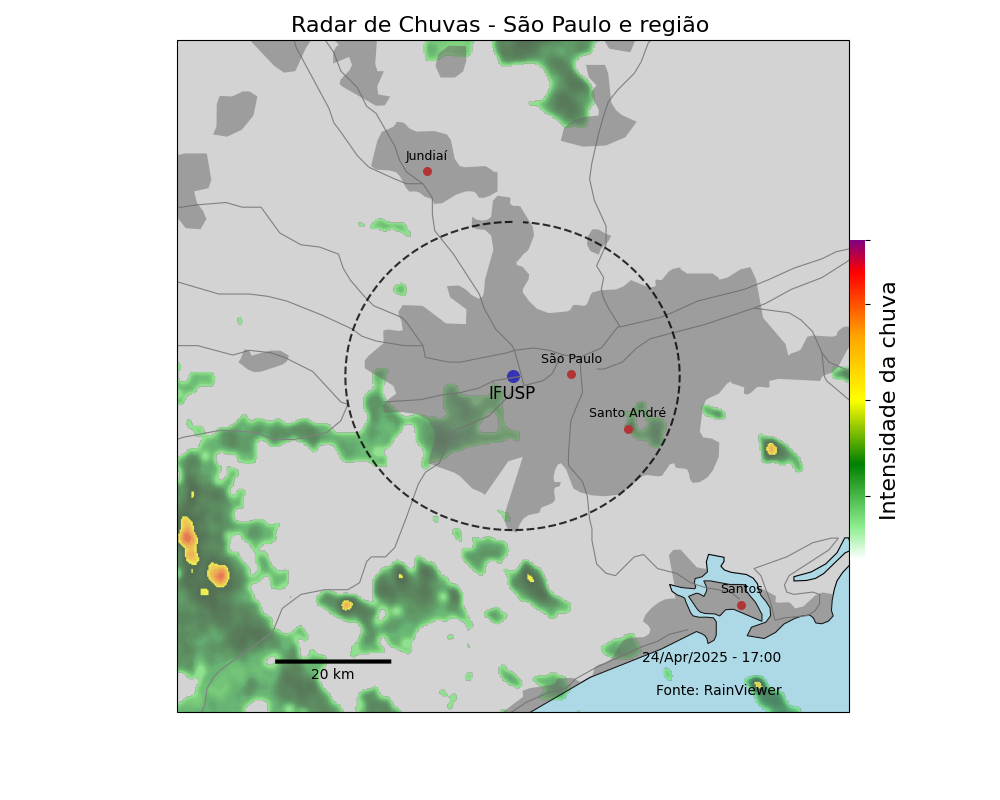 Radar de Chuvas - São Paulo e região
Jundiaí
São Paulo
IFUSP
Santo André
Intensidade da chuva
Santos
24/Apr/2025 - 17:00
20 km
Fonte: RainViewer